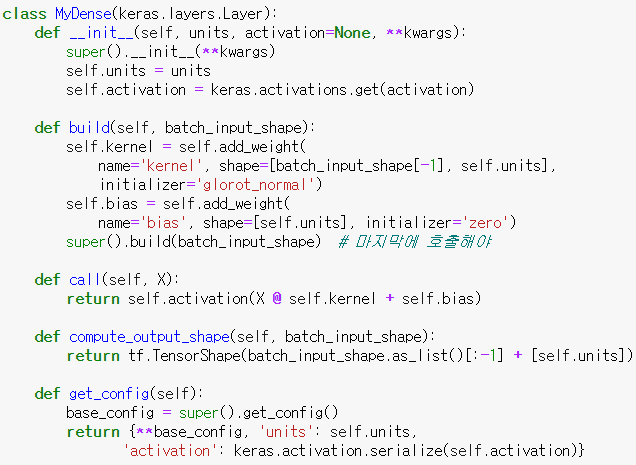 class MyDense(keras.layers.Layer):
    def __init__(self, units, activation=None, **kwargs):
        super().__init__(**kwargs)
        self.units = units
        self.activation = keras.activations.get(activation)

    def build(self, batch_input_shape):
        self.kernel = self.add_weight(
            name='kernel', shape=[batch_input_shape[-1], self.units],
            initializer='glorot_normal')
        self.bias = self.add_weight(
            name='bias', shape=[self.units], initializer='zero')
        super().build(batch_input_shape)  # 마지막에 호출해야

    def call(self, X):
        return self.activation(X @ self.kernel + self.bias)

    def compute_output_shape(self, batch_input_shape):
        return tf.TensorShape(batch_input_shape.as_list()[:-1] + [self.units])

    def get_config(self):
        base_config = super().get_config()
        return {**base_config, 'units': self.units,
                'activation': keras.activation.serialize(self.activation)}